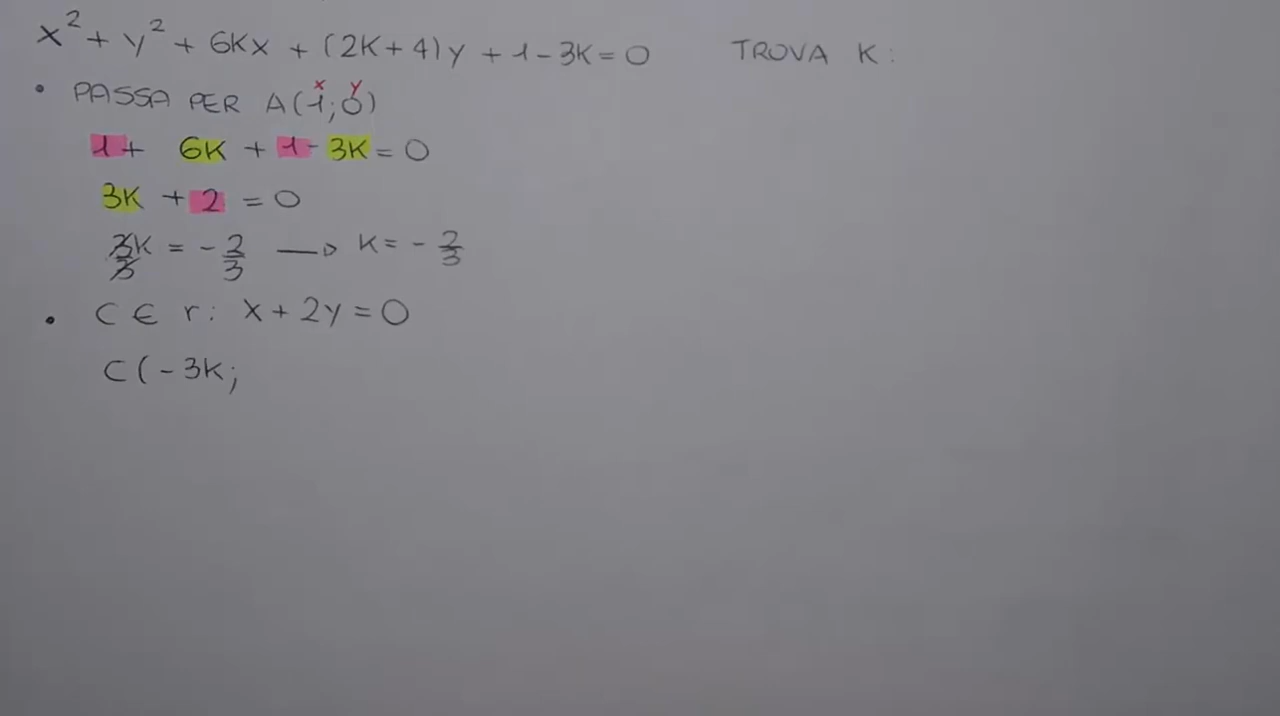 x² + y² + 6Kx + (2K+4)y + 1 - 3K = 0 TROVA K:
x y
• PASSA PER A(1;0)
1 + 6K + 1 - 3K = 0
3K + 2 = 0
3K/3 = - 2/3 → K = - 2/3
• C ∈ r: x + 2y = 0
C(-3K;